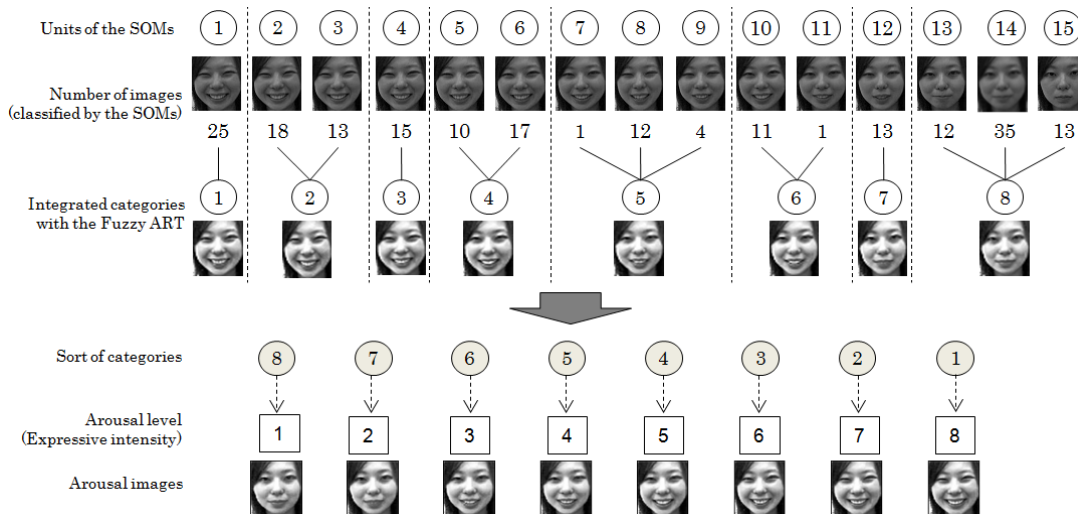 Units of the SOMs 1 2 3 4 5 6 7 8 9 10 11 12 13 14 15
Number of images
(classified by the SOMs)
25 18 13 15 10 17 1 12 4 11 1 13 12 35 13
1 2 3 4 5 6 7 8
Integrated categories
with the Fuzzy ART
Sort of categories 8 7 6 5 4 3 2 1
Arousal level
(Expressive intensity)
1 2 3 4 5 6 7 8
Arousal images